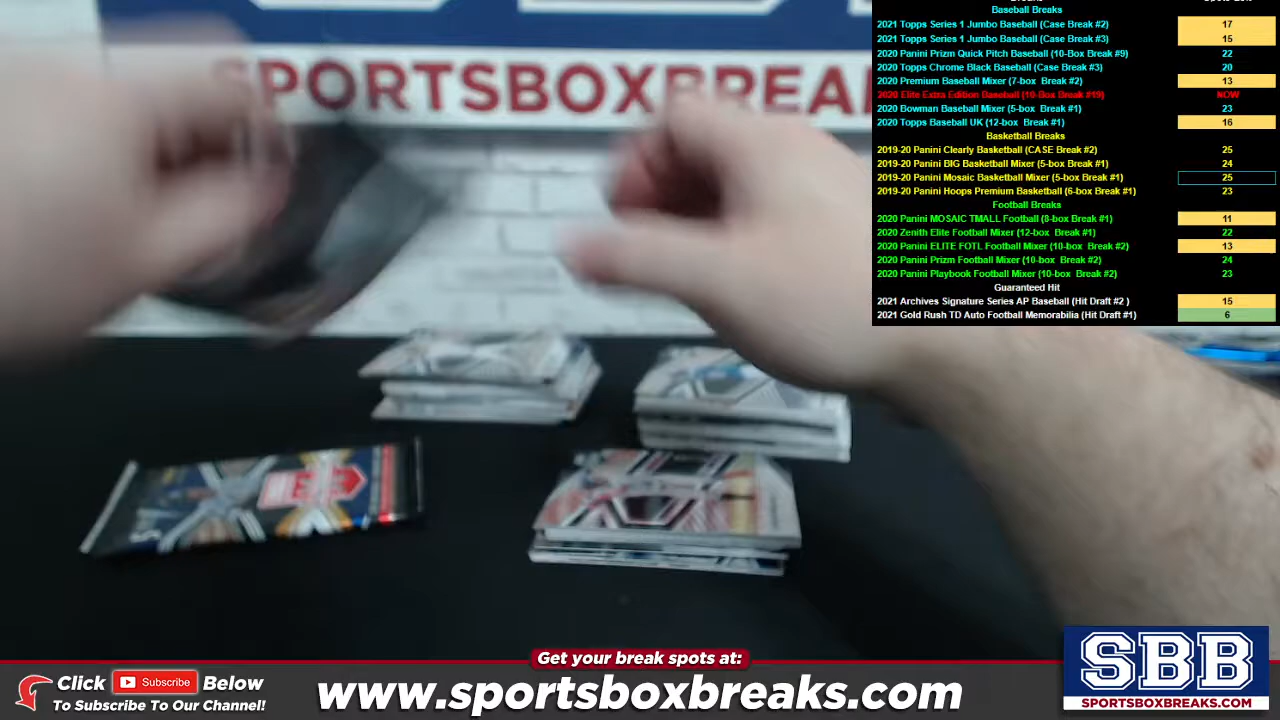 SPORTSBOXBREA
Baseball Breaks
2021 Topps Series 1 Jumbo Baseball (Case Break #2) 17
2021 Topps Series 1 Jumbo Baseball (Case Break #3) 15
2020 Panini Prizm Quick Pitch Baseball (10-Box Break #9) 22
2020 Topps Chrome Black Baseball (Case Break #3) 20
2020 Premium Baseball Mixer (7-box Break #2) 13
2020 Elite Extra Edition Baseball (10-Box Break #19) NOW
2020 Bowman Baseball Mixer (5-box Break #1) 23
2020 Topps Baseball UK (12-box Break #1) 16
Basketball Breaks
2019-20 Panini Clearly Basketball (CASE Break #2) 25
2019-20 Panini BIG Basketball Mixer (5-box Break #1) 24
2019-20 Panini Mosaic Basketball Mixer (5-box Break #1) 25
2019-20 Panini Hoops Premium Basketball (6-box Break #1) 23
Football Breaks
2020 Panini MOSAIC TMALL Football (8-box Break #1) 11
2020 Zenith Elite Football Mixer (12-box Break #1) 22
2020 Panini ELITE FOTL Football Mixer (10-box Break #2) 13
2020 Panini Prizm Football Mixer (10-box Break #2) 24
2020 Panini Playbook Football Mixer (10-box Break #2) 23
Guaranteed Hit
2021 Archives Signature Series AP Baseball (Hit Draft #2 ) 15
2021 Gold Rush TD Auto Football Memorabilia (Hit Draft #1) 6
Get your break spots at:
Click Subscribe Below
To Subscribe To Our Channel!
www.sportsboxbreaks.com
SBB
SPORTSBOXBREAKS.COM